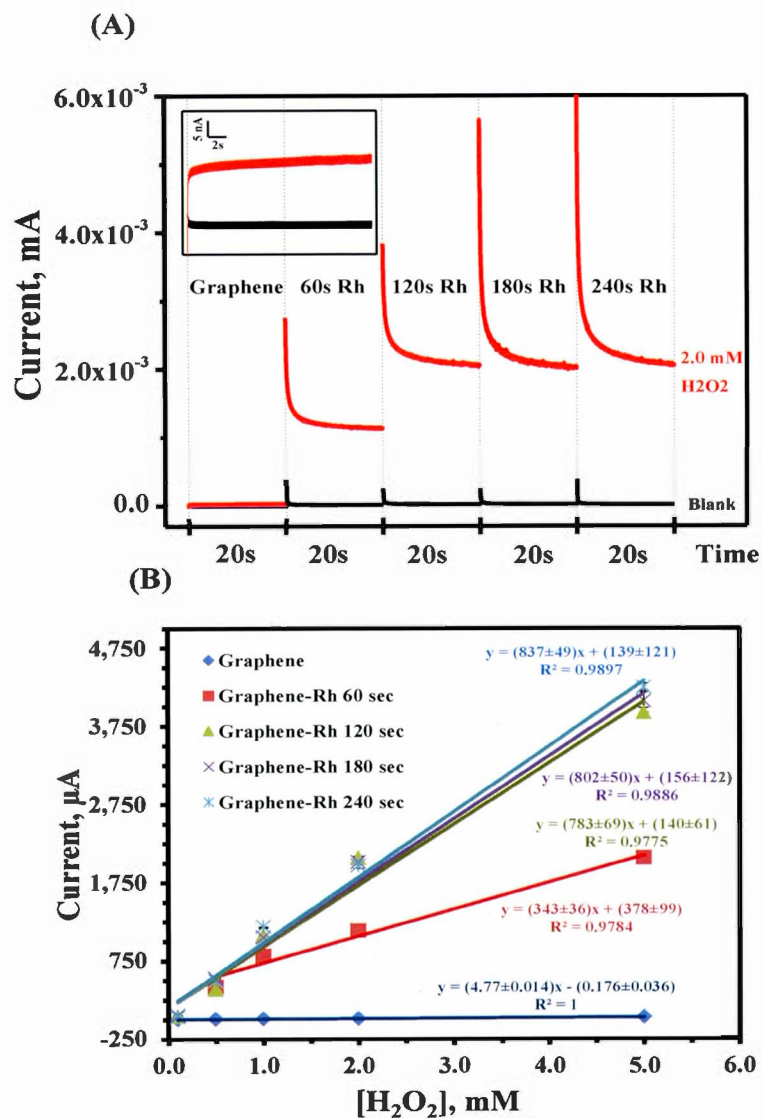 (A)
6.0x10⁻³
4.0x10⁻³
2.0x10⁻³
0.0
Current, mA
5 nA
2s
Graphene
60s Rh
120s Rh
180s Rh
240s Rh
2.0 mM
H2O2
Blank
20s
20s
20s
20s
20s
Time
(B)
4,750
3,750
2,750
1,750
750
-250
Current, µA
Graphene
Graphene-Rh 60 sec
Graphene-Rh 120 sec
Graphene-Rh 180 sec
Graphene-Rh 240 sec
y = (837±49)x + (139±121)
R² = 0.9897
y = (802±50)x + (156±122)
R² = 0.9886
y = (783±69)x + (140±61)
R² = 0.9775
y = (343±36)x + (378±99)
R² = 0.9784
y = (4.77±0.014)x - (0.176±0.036)
R² = 1
0.0
1.0
2.0
3.0
4.0
5.0
6.0
[H₂O₂], mM